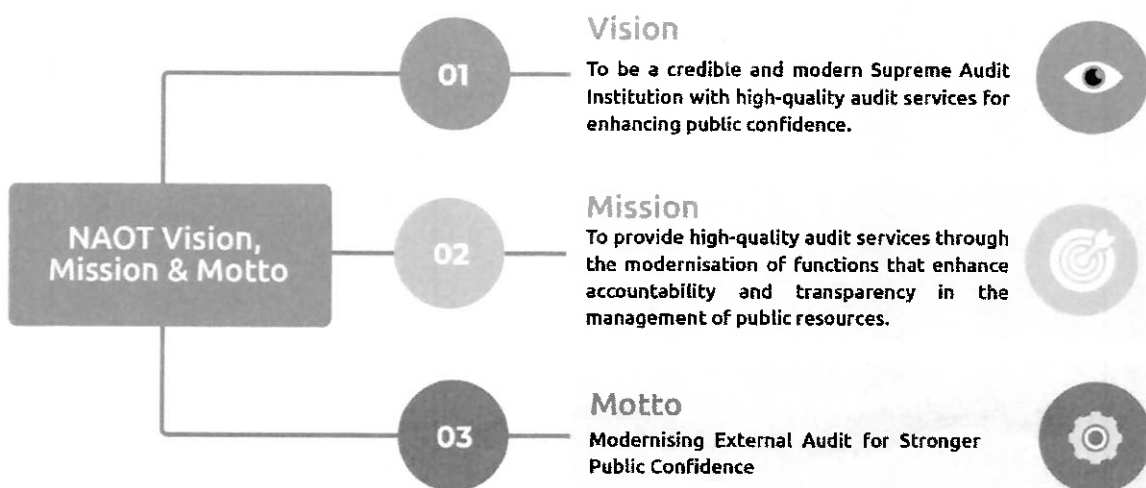 NAOT Vision,
Mission & Motto
01
Vision
To be a credible and modern Supreme Audit
Institution with high-quality audit services for
enhancing public confidence.
02
Mission
To provide high-quality audit services through
the modernisation of functions that enhance
accountability and transparency in the
management of public resources.
03
Motto
Modernising External Audit for Stronger
Public Confidence